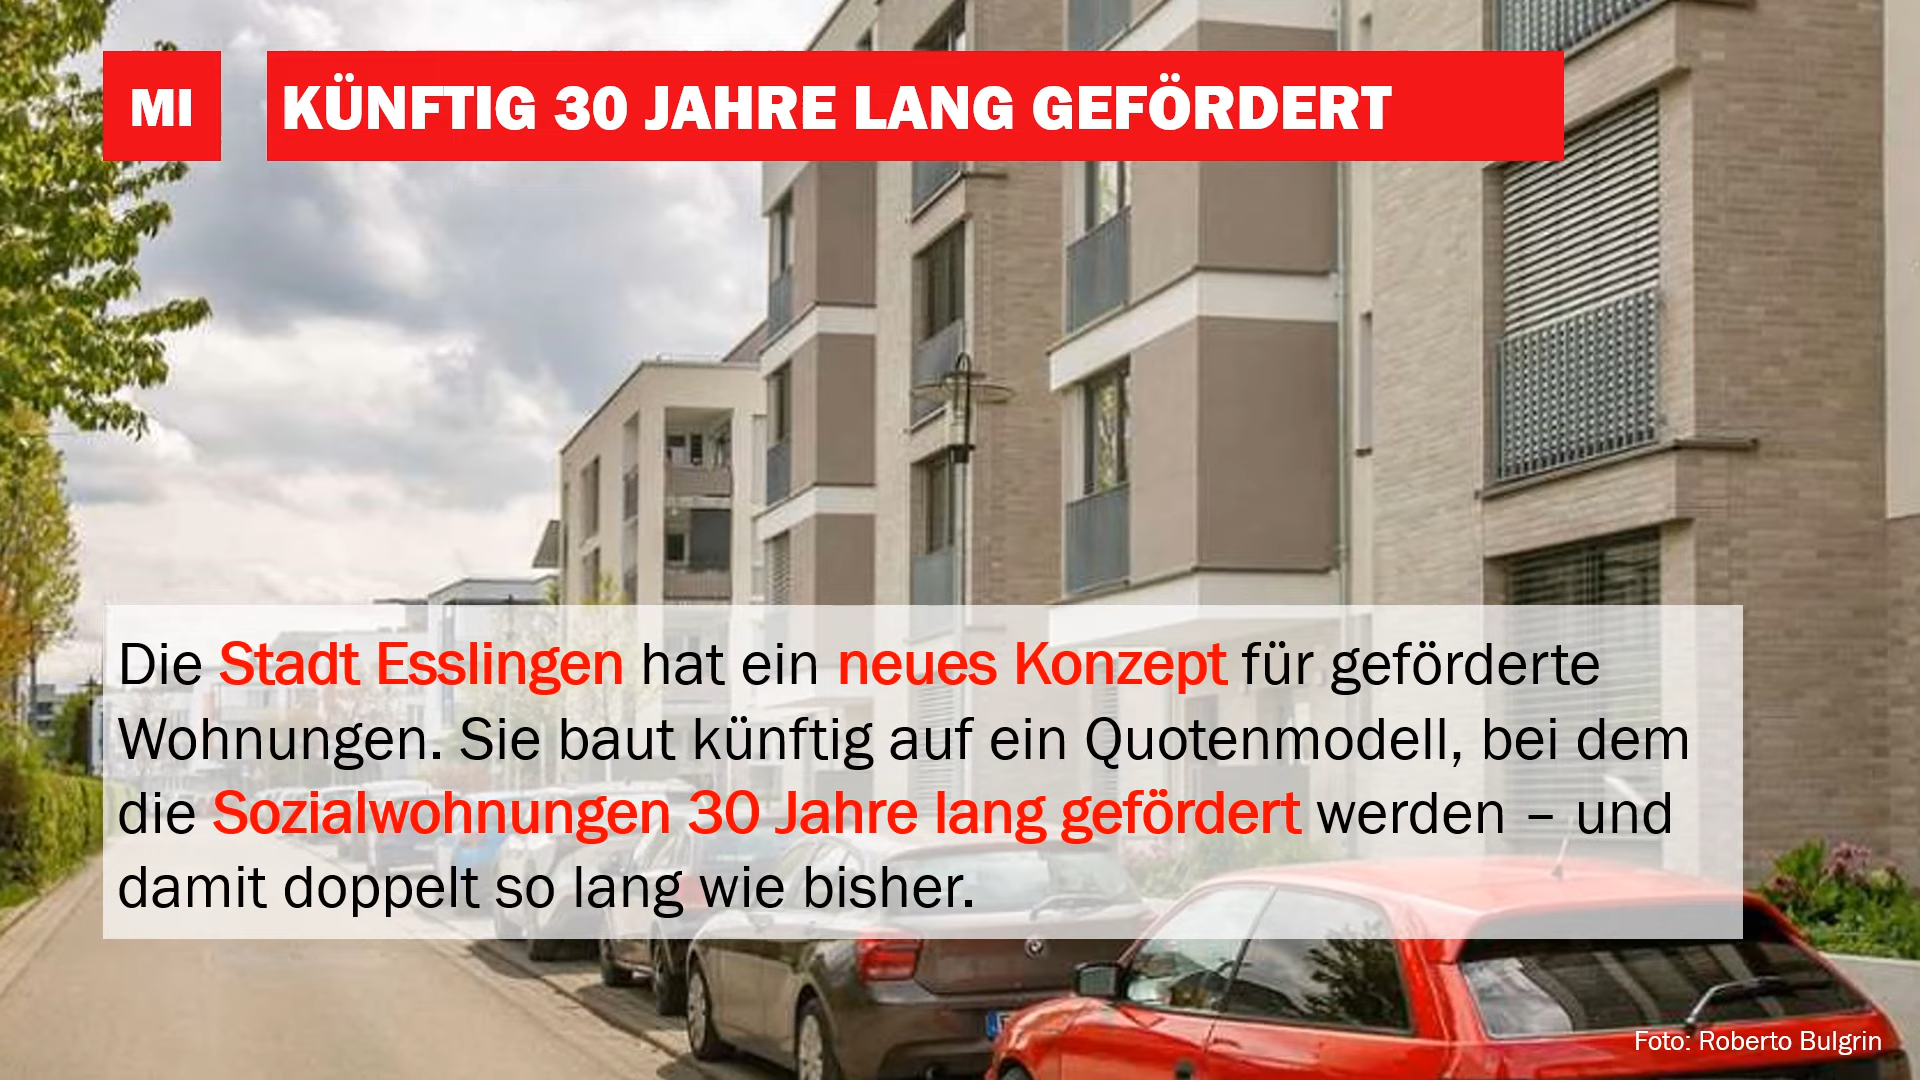 MI
KÜNFTIG 30 JAHRE LANG GEFÖRDERT
Die Stadt Esslingen hat ein neues Konzept für geförderte
Wohnungen. Sie baut künftig auf ein Quotenmodell, bei dem
die Sozialwohnungen 30 Jahre lang gefördert werden – und
damit doppelt so lang wie bisher.
Foto: Roberto Bulgrin